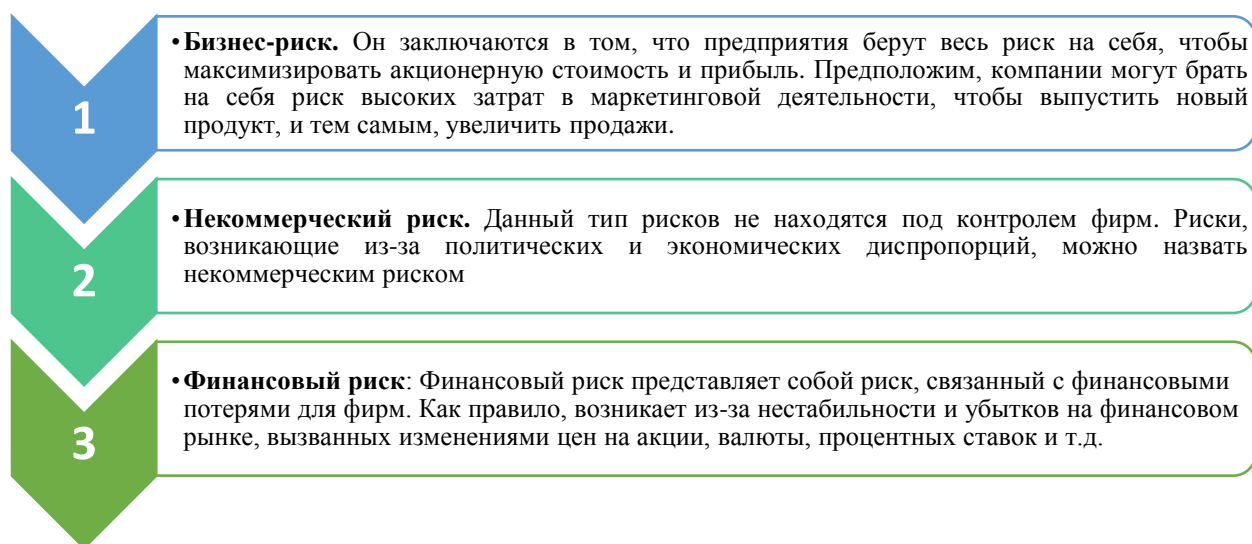 1
•Бизнес-риск. Он заключаются в том, что предприятия берут весь риск на себя, чтобы
максимизировать акционерную стоимость и прибыль. Предположим, компании могут брать
на себя риск высоких затрат в маркетинговой деятельности, чтобы выпустить новый
продукт, и тем самым, увеличить продажи.
2
•Некоммерческий риск. Данный тип рисков не находятся под контролем фирм. Риски,
возникающие из-за политических и экономических диспропорций, можно назвать
некоммерческим риском
3
•Финансовый риск: Финансовый риск представляет собой риск, связанный с финансовыми
потерями для фирм. Как правило, возникает из-за нестабильности и убытков на финансовом
рынке, вызванных изменениями цен на акции, валюты, процентных ставок и т.д.